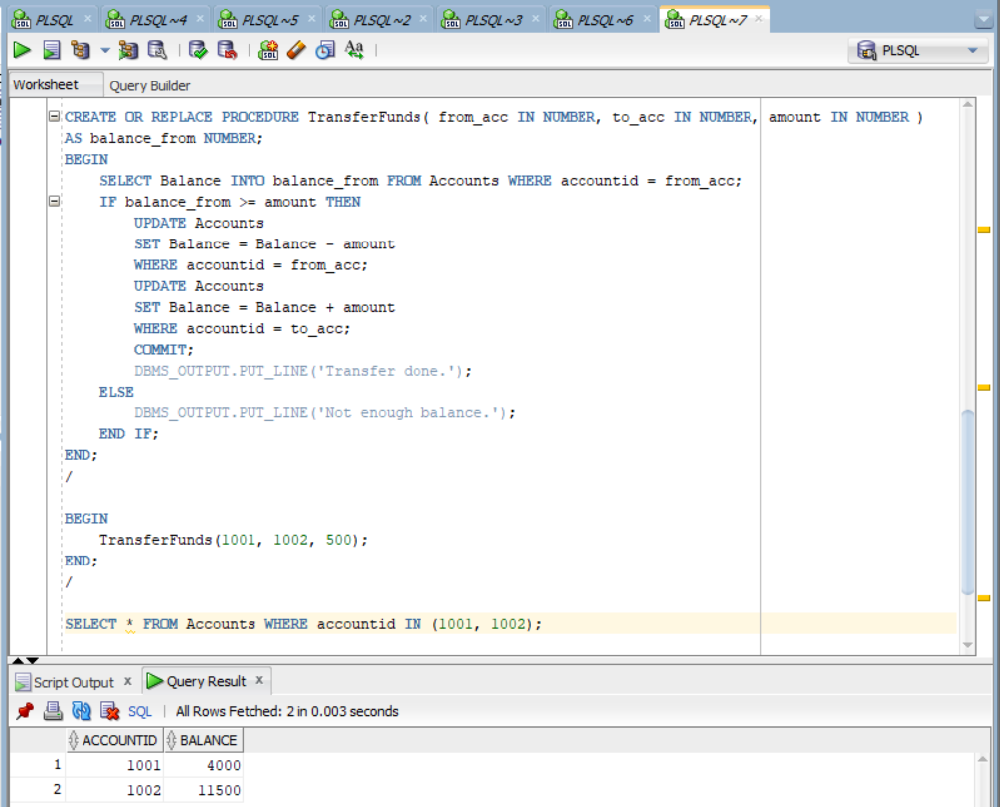 PLSQL PLSQL~4 PLSQL~5 PLSQL~2 PLSQL~3 PLSQL~6 PLSQL~7
PLSQL
Worksheet Query Builder
CREATE OR REPLACE PROCEDURE TransferFunds( from_acc IN NUMBER, to_acc IN NUMBER, amount IN NUMBER )
AS balance_from NUMBER;
BEGIN
SELECT Balance INTO balance_from FROM Accounts WHERE accountid = from_acc;
IF balance_from >= amount THEN
UPDATE Accounts
SET Balance = Balance - amount
WHERE accountid = from_acc;
UPDATE Accounts
SET Balance = Balance + amount
WHERE accountid = to_acc;
COMMIT;
DBMS_OUTPUT.PUT_LINE('Transfer done.');
ELSE
DBMS_OUTPUT.PUT_LINE('Not enough balance.');
END IF;
END;
/
BEGIN
TransferFunds(1001, 1002, 500);
END;
/
SELECT * FROM Accounts WHERE accountid IN (1001, 1002);
Script Output x Query Result x
SQL | All Rows Fetched: 2 in 0.003 seconds
ACCOUNTID BALANCE
1 1001 4000
2 1002 11500